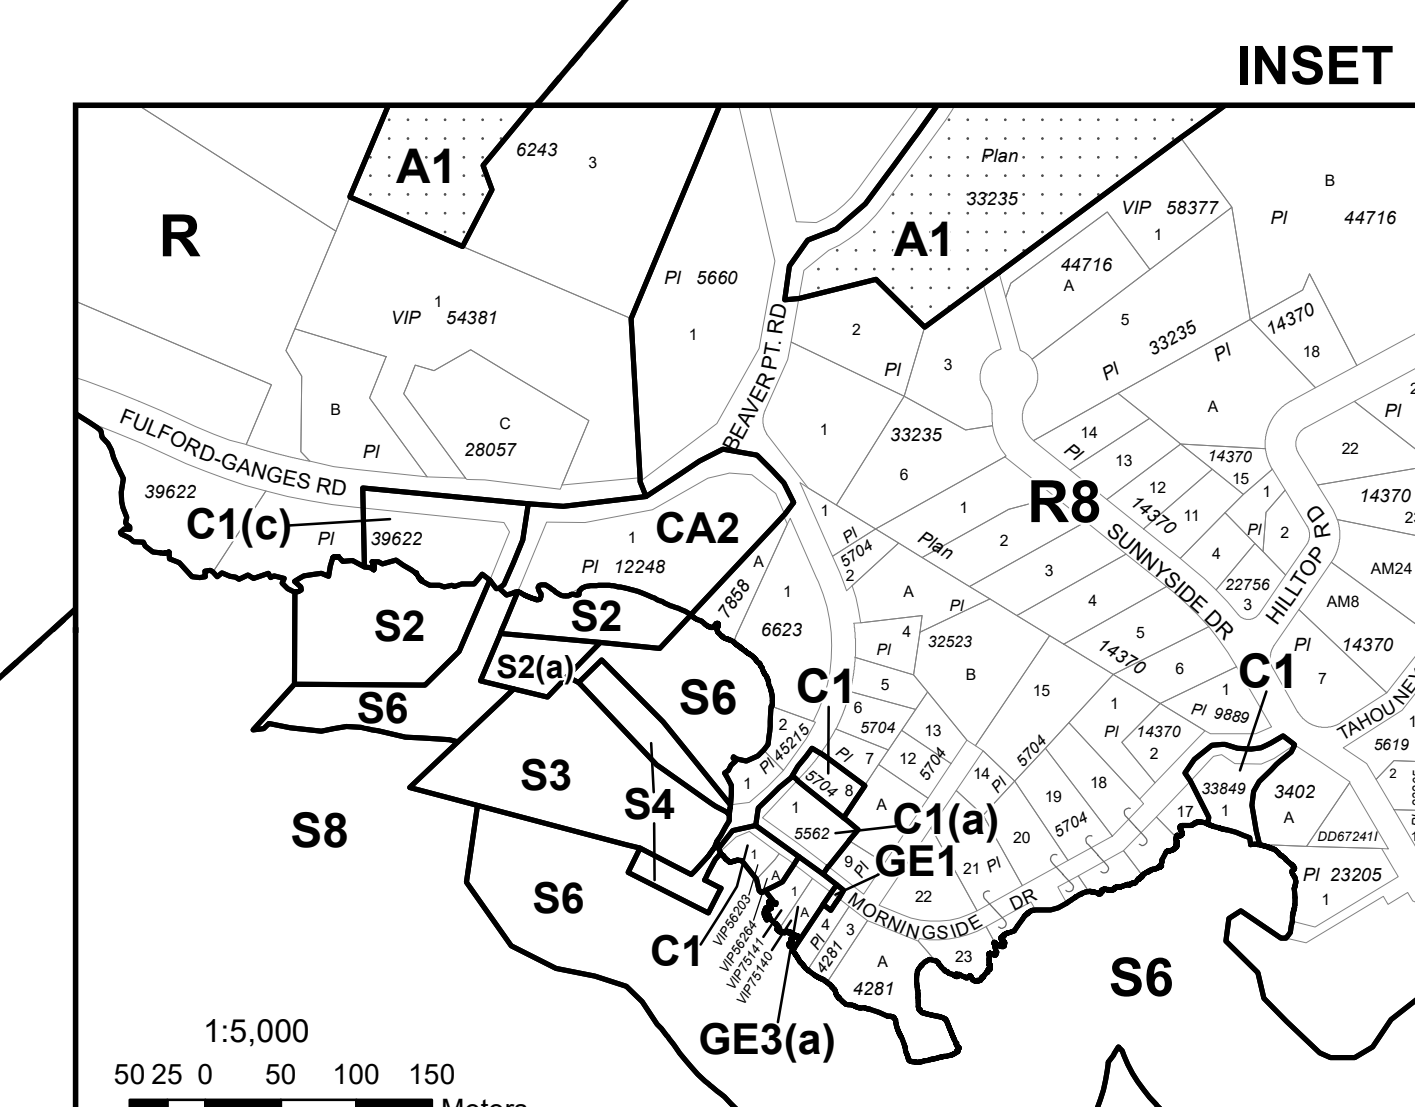 INSET
A1
6243
3
Plan
33235
A1
R
B
Pl 44716
VIP 58377
1
44716
A
Pl 5660
1
1
VIP 54381
2
Pl
3
5
Pl 33235 Pl
14370
18
BEAVER PT. RD
B
Pl
C
28057
1
33235
6
A
14
Pl
13
12
14370
11
14370
15
1
Pl
2
4
22756
3
22
Pl
14370
FULFORD-GANGES RD
39622
C1(c)
Pl 39622
CA2
1
Pl 12248
R8
1
2
3
4
5
6
14370
1
Pl
5704
2
Plan
SUNNYSIDE DR
HILLTOP RD
AM24
AM8
Pl 14370
7
A
7858
1
6623
A
Pl
4
Pl
32523
5
B
S2
S2
S2(a)
S6
S6
C1
C1
6
5704
Pl
7
13
12
5704
15
1
Pl
14370
2
1
Pl 9889
TAHOUNEY
5619
2
2
Pl 45215
1
5704
8
1
5562
A
C1(a)
GE1
9
Pl
14
Pl
5704
18
19
5704
20
21
Pl
22
17
33849
1
3402
A
DD67241I
Pl 23205
1
S3
S4
S8
S6
C1
1
A
1
A
VIP56203
VIP56264
VIP75141
VIP75140
4
Pl
4281
3
A
4281
23
MORNINGSIDE DR
GE3(a)
S6
1:5,000
50 25 0 50 100 150
Meters